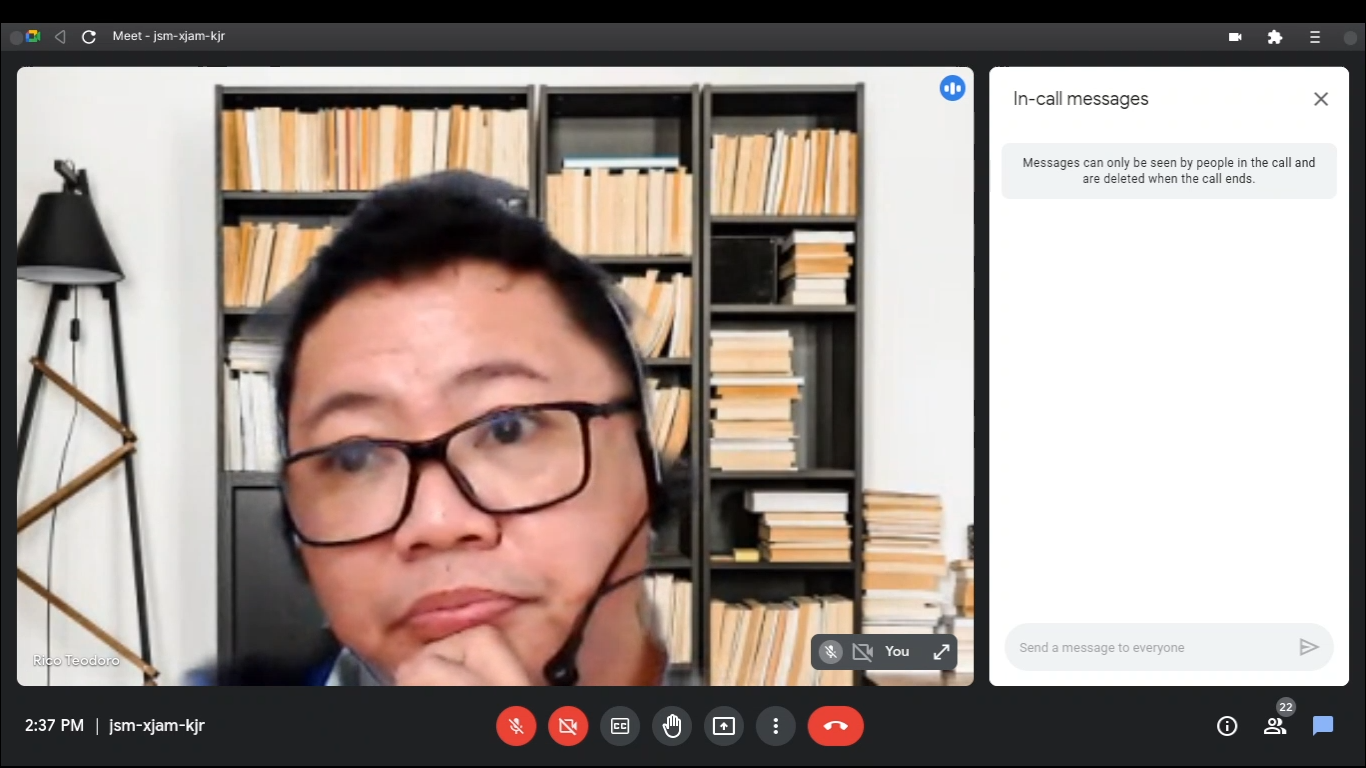 Meet - jsm-xjam-kjr
In-call messages
Messages can only be seen by people in the call and
are deleted when the call ends.
Rico Teodoro
You
Send a message to everyone
2:37 PM | jsm-xjam-kjr
CC
22